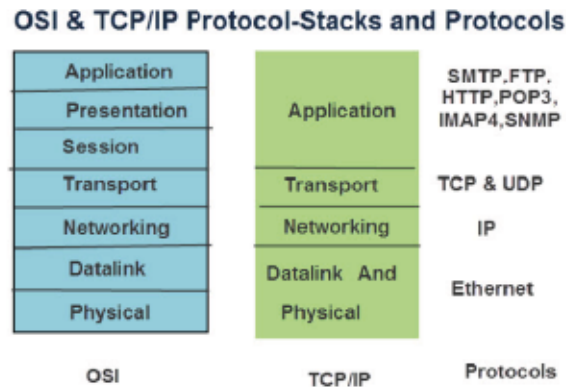 OSI & TCP/IP Protocol-Stacks and Protocols
Application
Presentation
Session
Transport
Networking
Datalink
Physical
OSI
Application
Transport
Networking
Datalink And
Physical
TCP/IP
SMTP,FTP,
HTTP,POP3,
IMAP4,SNMP
TCP & UDP
IP
Ethernet
Protocols